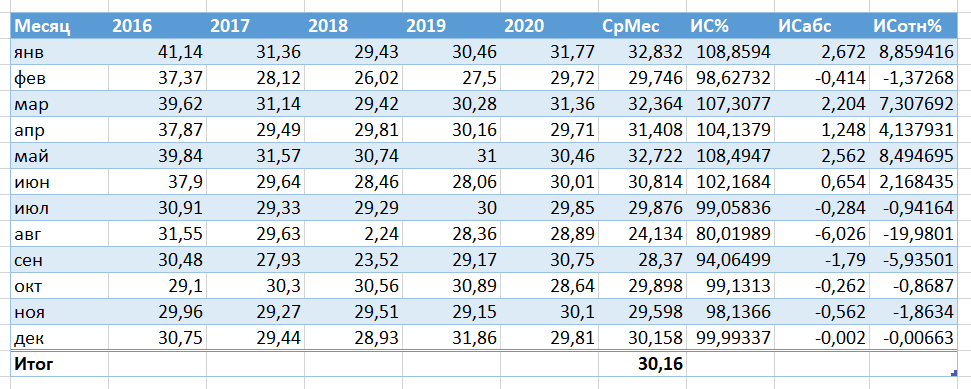 Месяц 2016 2017 2018 2019 2020 СрМес ИС% ИСабс ИСотн%
янв 41,14 31,36 29,43 30,46 31,77 32,832 108,8594 2,672 8,859416
фев 37,37 28,12 26,02 27,5 29,72 29,746 98,62732 -0,414 -1,37268
мар 39,62 31,14 29,42 30,28 31,36 32,364 107,3077 2,204 7,307692
апр 37,87 29,49 29,81 30,16 29,71 31,408 104,1379 1,248 4,137931
май 39,84 31,57 30,74 31 30,46 32,722 108,4947 2,562 8,494695
июн 37,9 29,64 28,46 28,06 30,01 30,814 102,1684 0,654 2,168435
июл 30,91 29,33 29,29 30 29,85 29,876 99,05836 -0,284 -0,94164
авг 31,55 29,63 2,24 28,36 28,89 24,134 80,01989 -6,026 -19,9801
сен 30,48 27,93 23,52 29,17 30,75 28,37 94,06499 -1,79 -5,93501
окт 29,1 30,3 30,56 30,89 28,64 29,898 99,1313 -0,262 -0,8687
ноя 29,96 29,27 29,51 29,15 30,1 29,598 98,1366 -0,562 -1,8634
дек 30,75 29,44 28,93 31,86 29,81 30,158 99,99337 -0,002 -0,00663
Итог 30,16